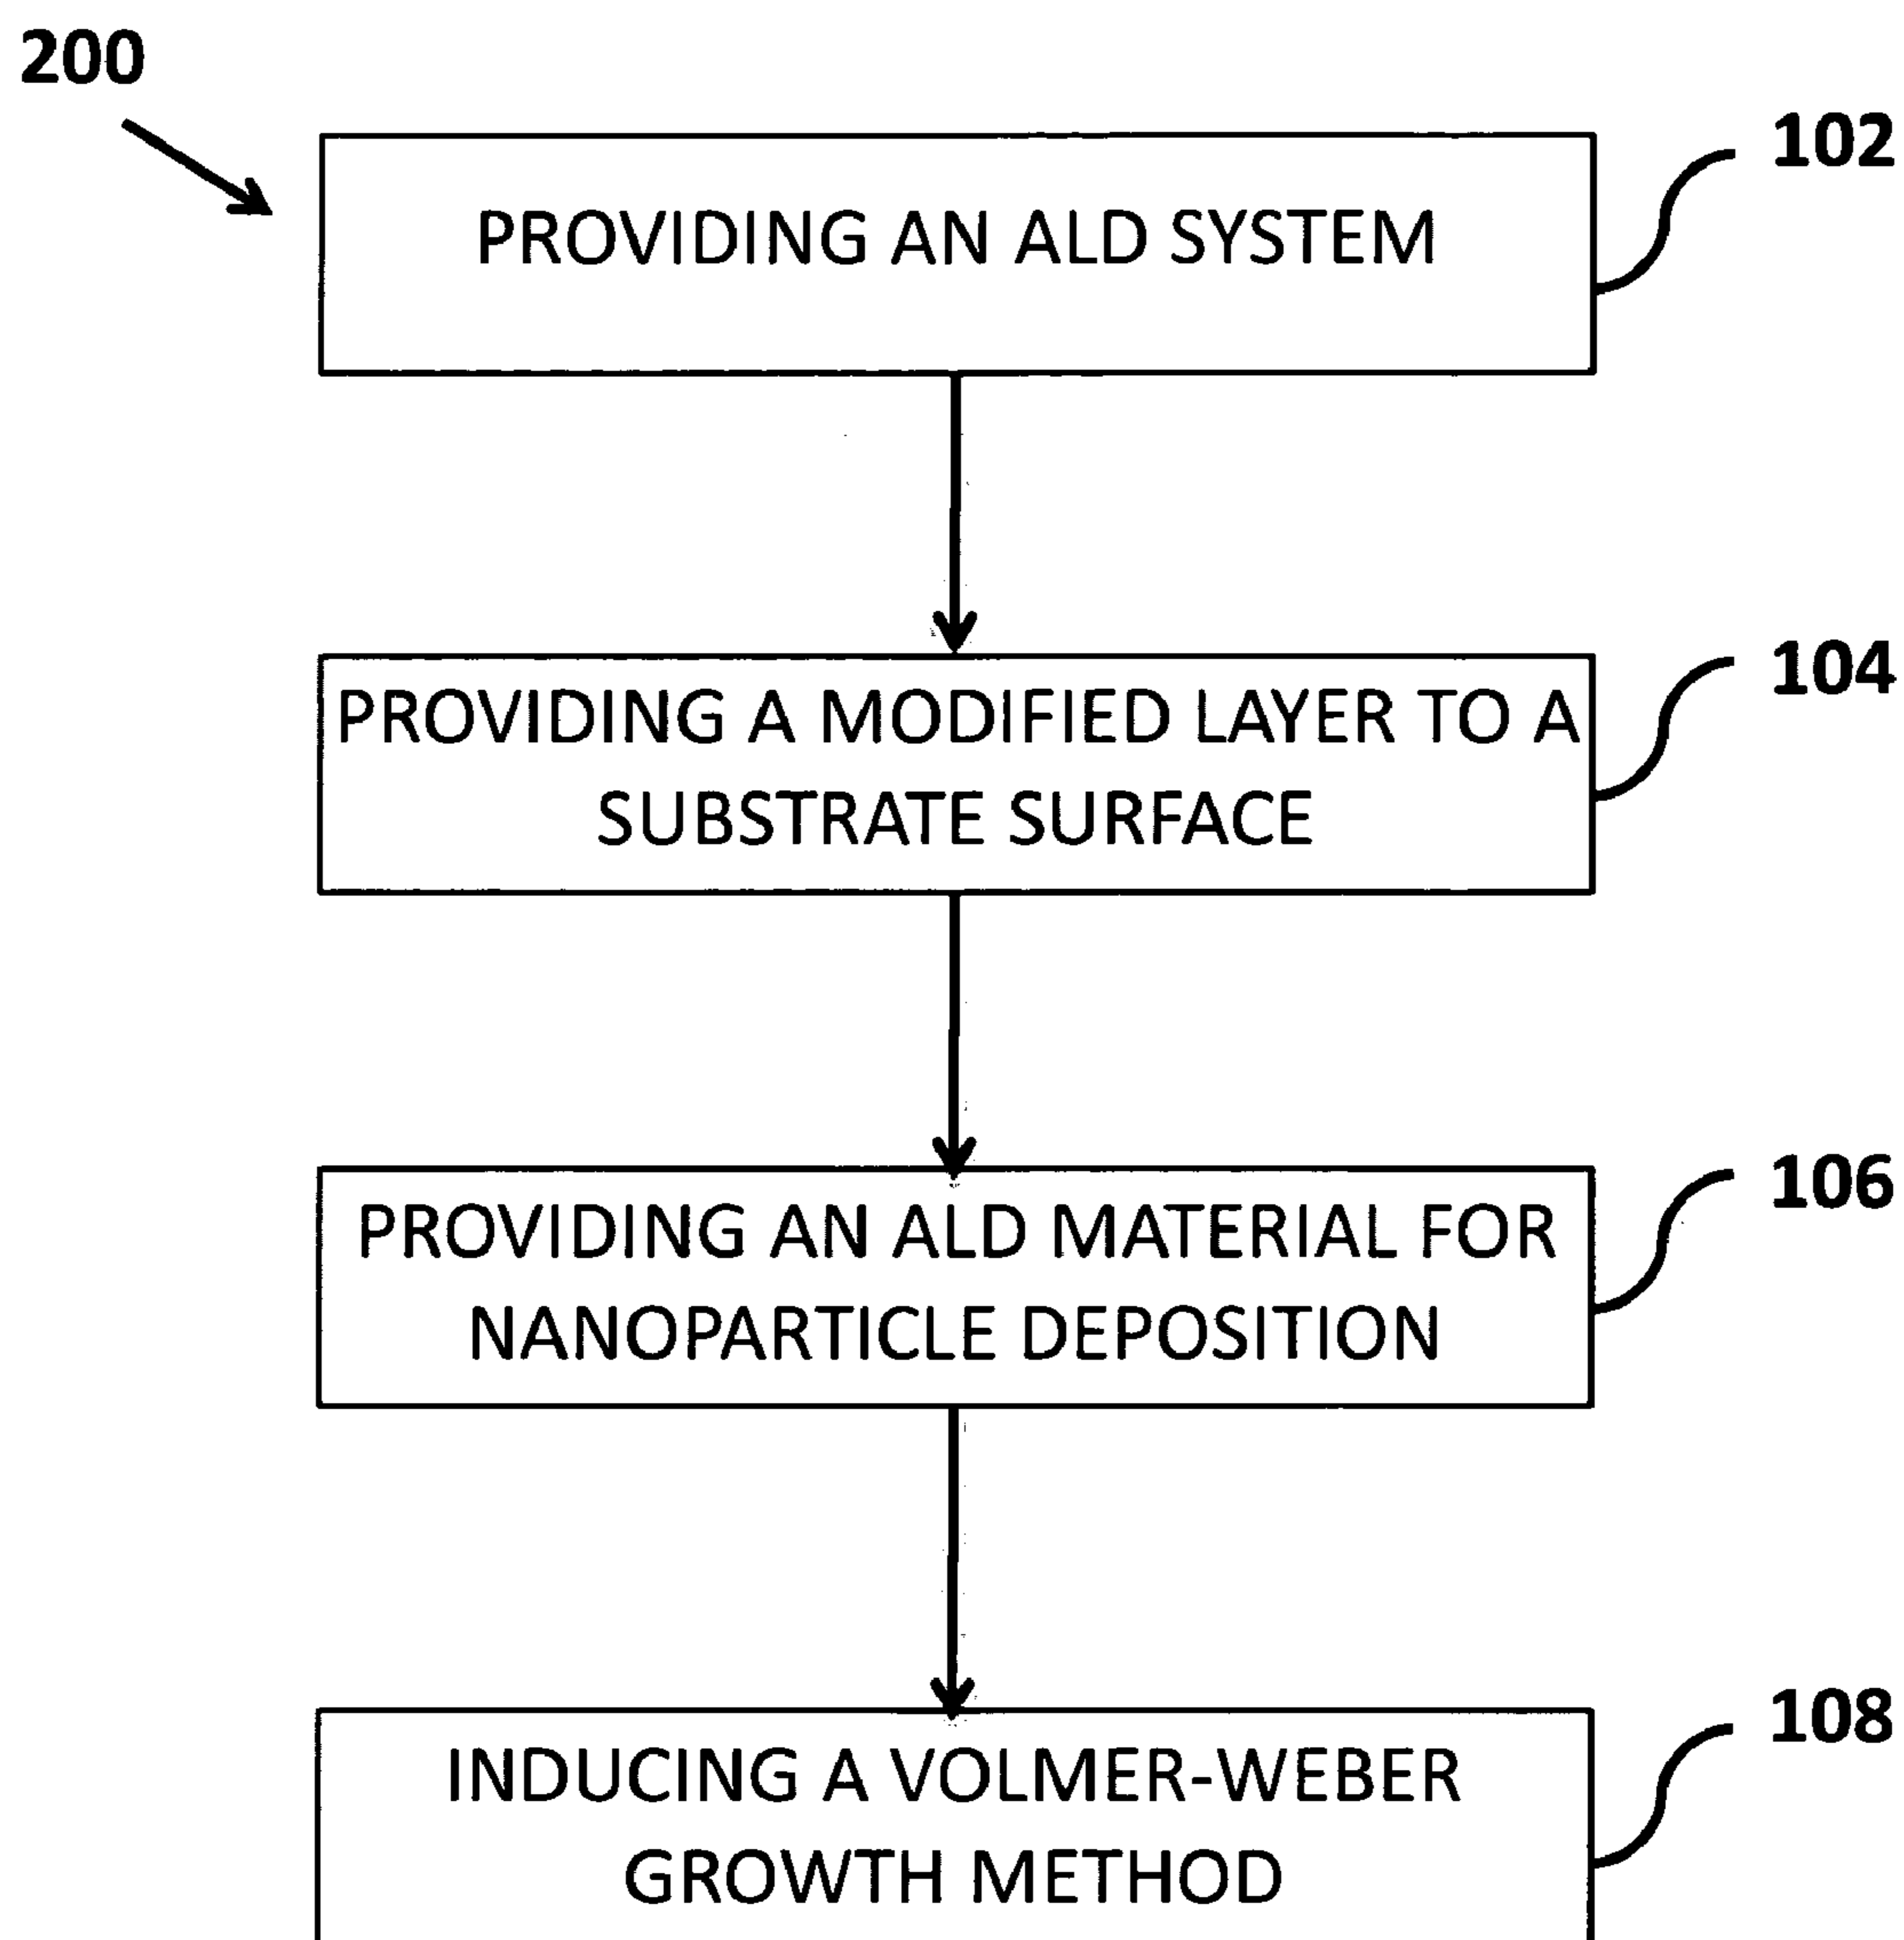 200
102
PROVIDING AN ALD SYSTEM
104
PROVIDING A MODIFIED LAYER TO A
SUBSTRATE SURFACE
106
PROVIDING AN ALD MATERIAL FOR
NANOPARTICLE DEPOSITION
108
INDUCING A VOLMER-WEBER
GROWTH METHOD